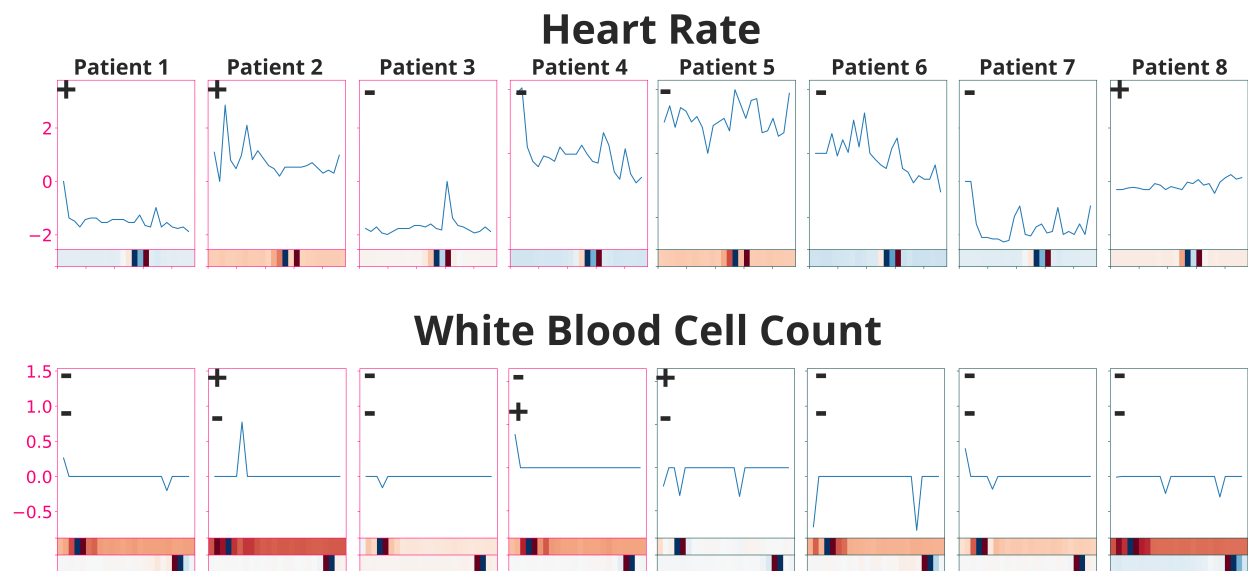 Heart Rate
Patient 1 Patient 2 Patient 3 Patient 4 Patient 5 Patient 6 Patient 7 Patient 8
+ + - - - - - +
2
0
−2
White Blood Cell Count
1.5 - + - - + - - -
1.0 - - - + - - - -
0.5
0.0
−0.5